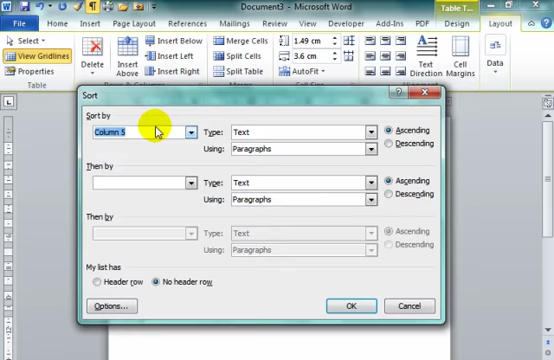 Document3 - Microsoft Word
Table T...
File Home Insert Page Layout References Mailings Review View Developer Add-Ins PDF Design Layout
Select
View Gridlines
Properties
Table
Delete
Insert Above
Insert Below
Insert Left
Insert Right
Merge Cells
Split Cells
Split Table
1.49 cm
3.6 cm
AutoFit
Text Direction
Cell Margins
Data
Sort
Sort by
Column 5 Type: Text Ascending
Using: Paragraphs Descending
Then by
Type: Text Ascending
Using: Paragraphs Descending
Then by
Type: Text Ascending
Using: Paragraphs Descending
My list has
Header row No header row
Options... OK Cancel